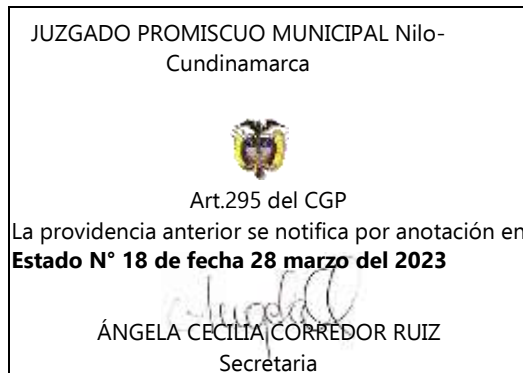 JUZGADO PROMISCUO MUNICIPAL Nilo-
Cundinamarca
Art.295 del CGP
La providencia anterior se notifica por anotación en
Estado N° 18 de fecha 28 marzo del 2023
ÁNGELA CECILIA CORREDOR RUIZ
Secretaria